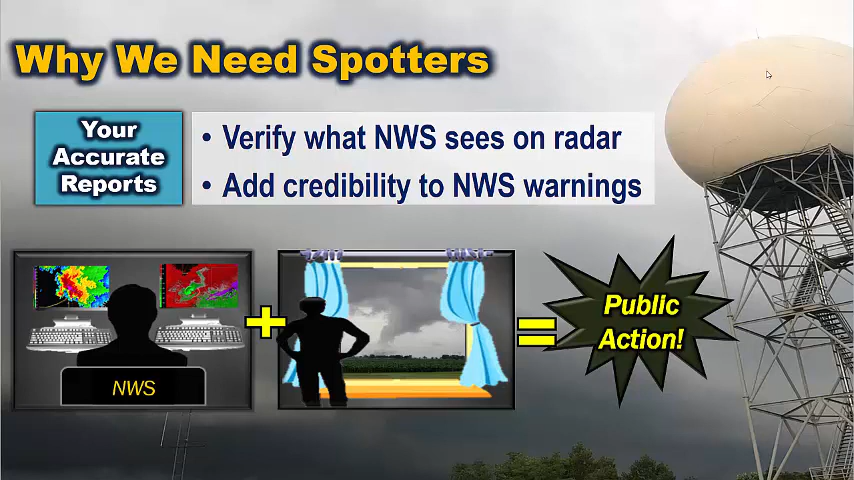 Why We Need Spotters
Your
Accurate
Reports
• Verify what NWS sees on radar
• Add credibility to NWS warnings
NWS
+
=
Public
Action!